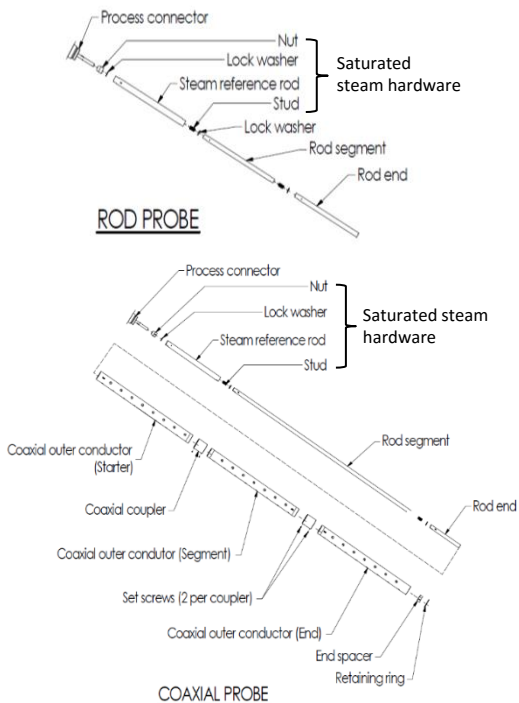 Process connector
Nut
Lock washer
Steam reference rod
Stud
Saturated
steam hardware
Lock washer
Rod segment
Rod end
ROD PROBE
Process connector
Nut
Lock washer
Steam reference rod
Stud
Saturated steam
hardware
Rod segment
Rod end
Coaxial outer conductor
(Starter)
Coaxial coupler
Coaxial outer condutor (Segment)
Set screws (2 per coupler)
Coaxial outer conductor (End)
End spacer
Retaining ring
COAXIAL PROBE